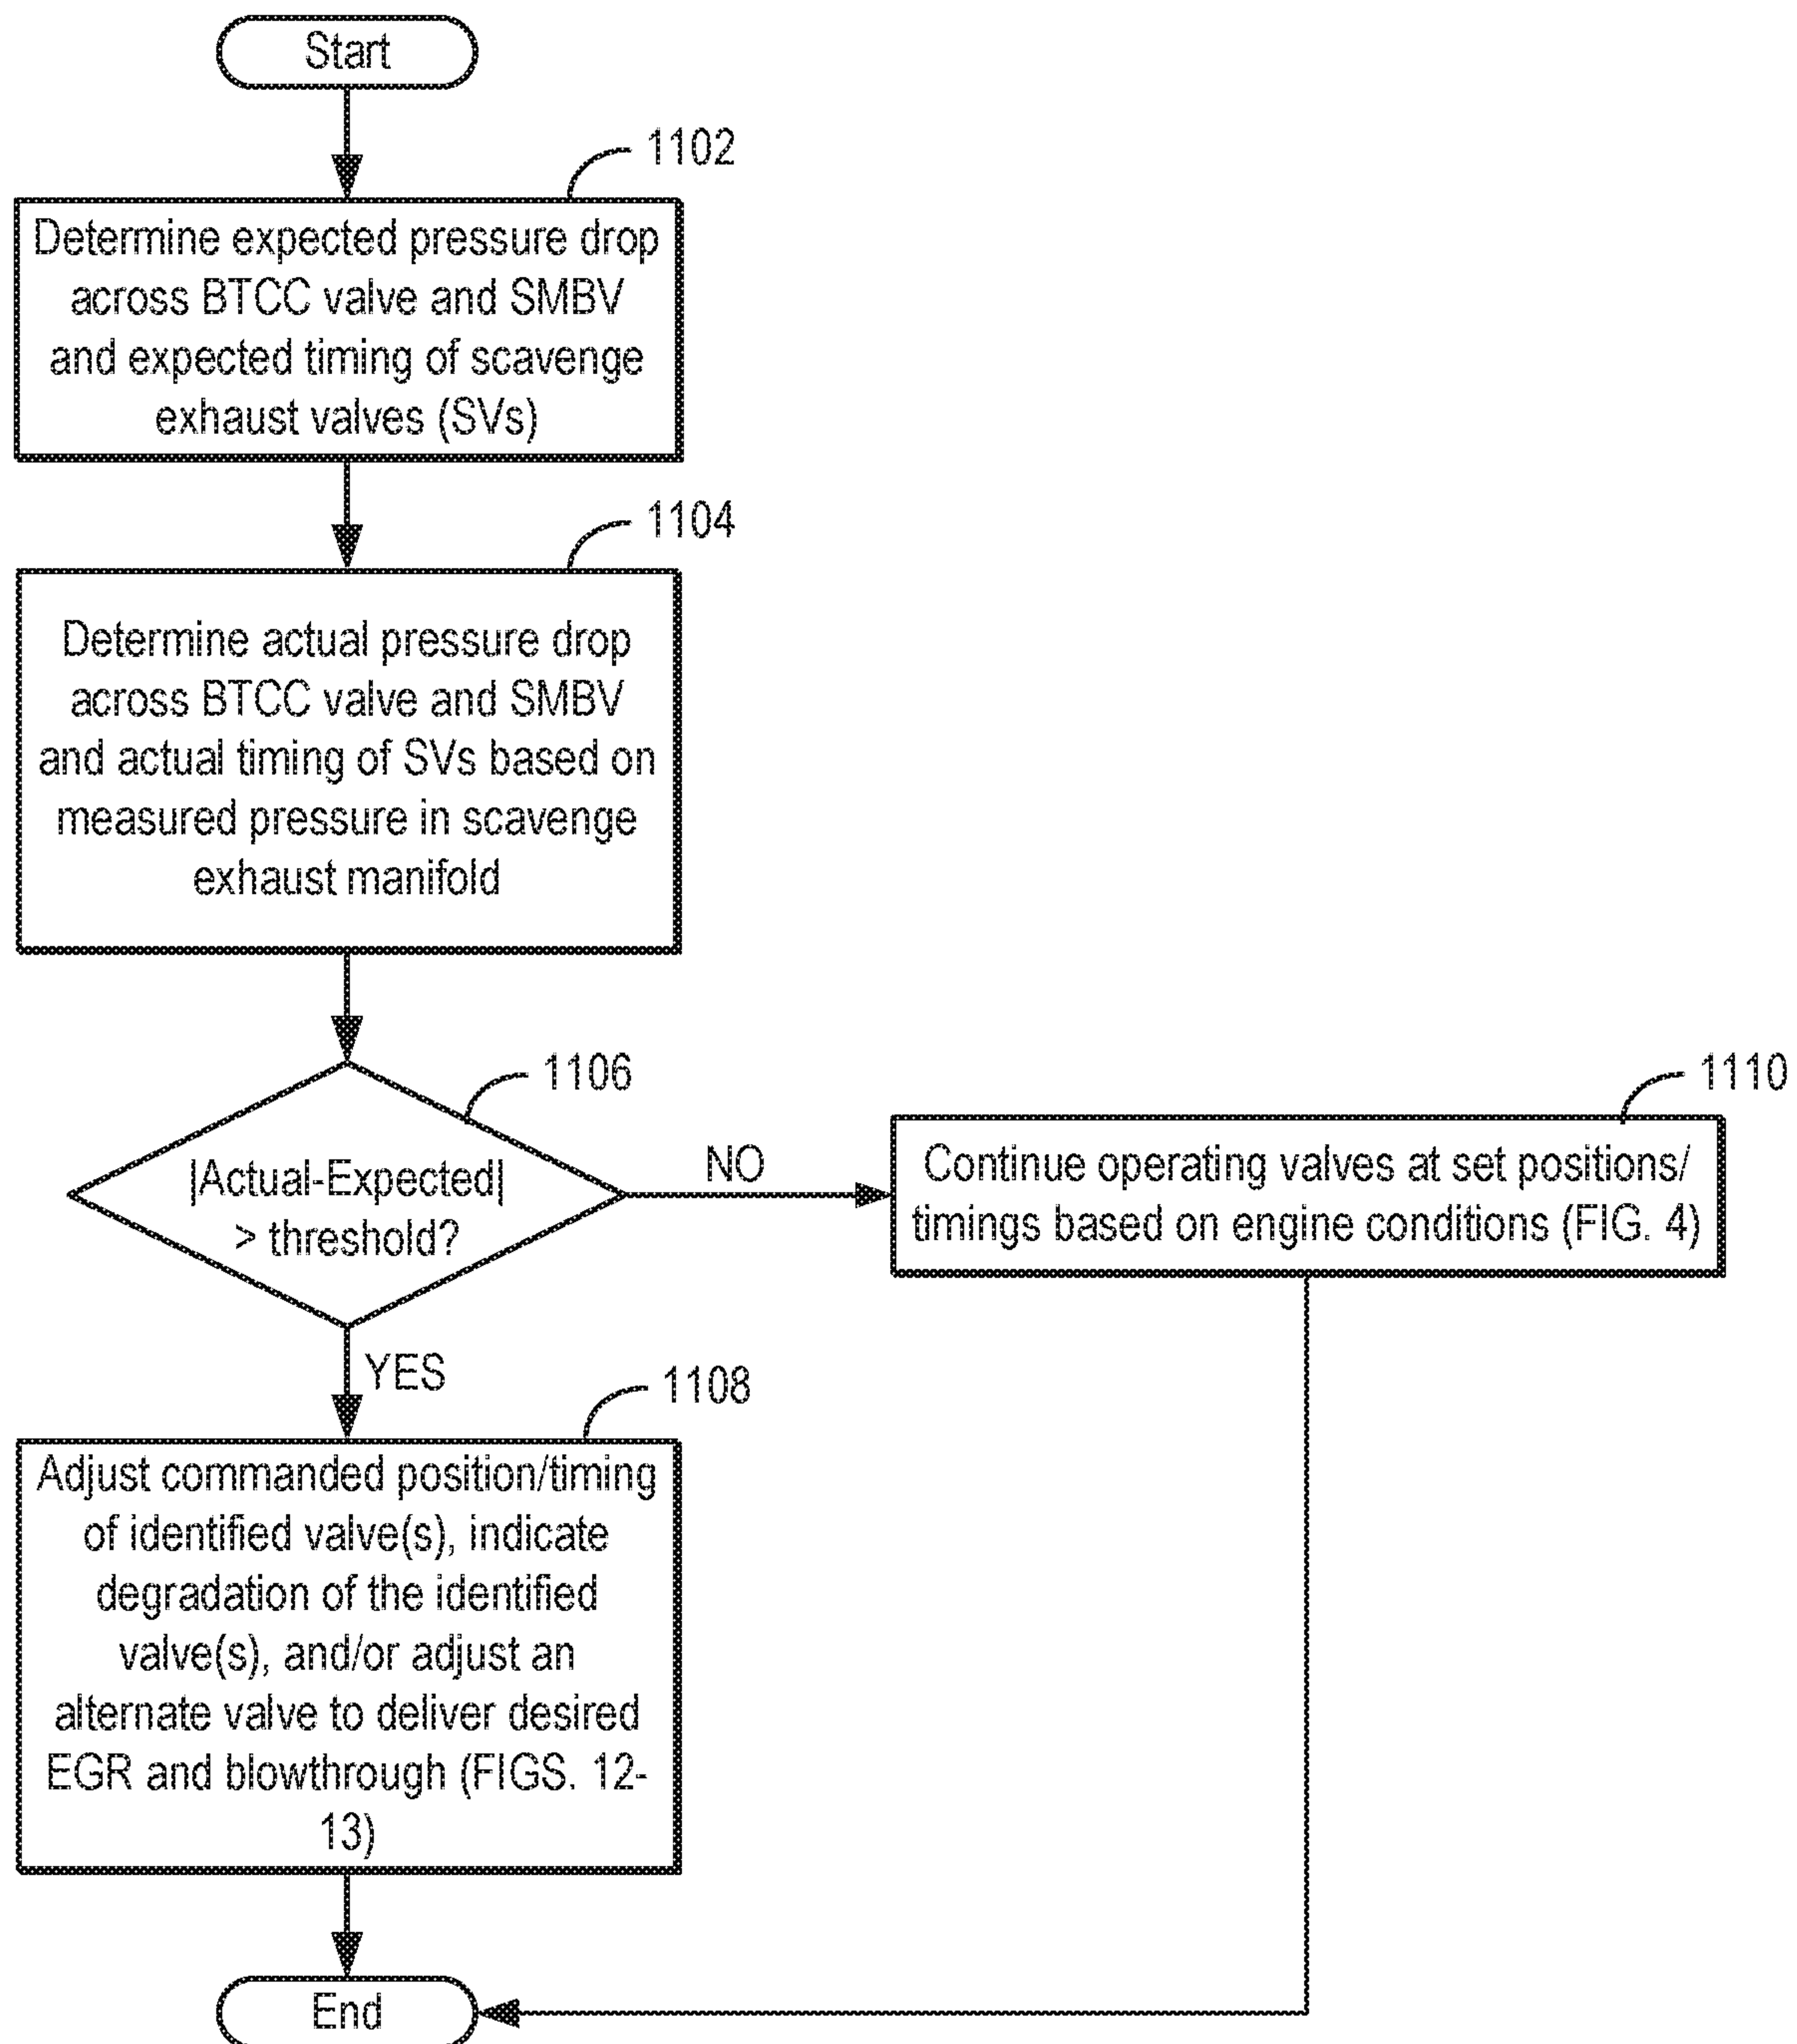 Start
1102
Determine expected pressure drop
across BTCC valve and SMBV
and expected timing of scavenge
exhaust valves (SVs)
1104
Determine actual pressure drop
across BTCC valve and SMBV
and actual timing of SVs based on
measured pressure in scavenge
exhaust manifold
1106
|Actual-Expected|
> threshold?
NO
1110
Continue operating valves at set positions/
timings based on engine conditions (FIG. 4)
YES
1108
Adjust commanded position/timing
of identified valve(s), indicate
degradation of the identified
valve(s), and/or adjust an
alternate valve to deliver desired
EGR and blowthrough (FIGS. 12-
13)
End